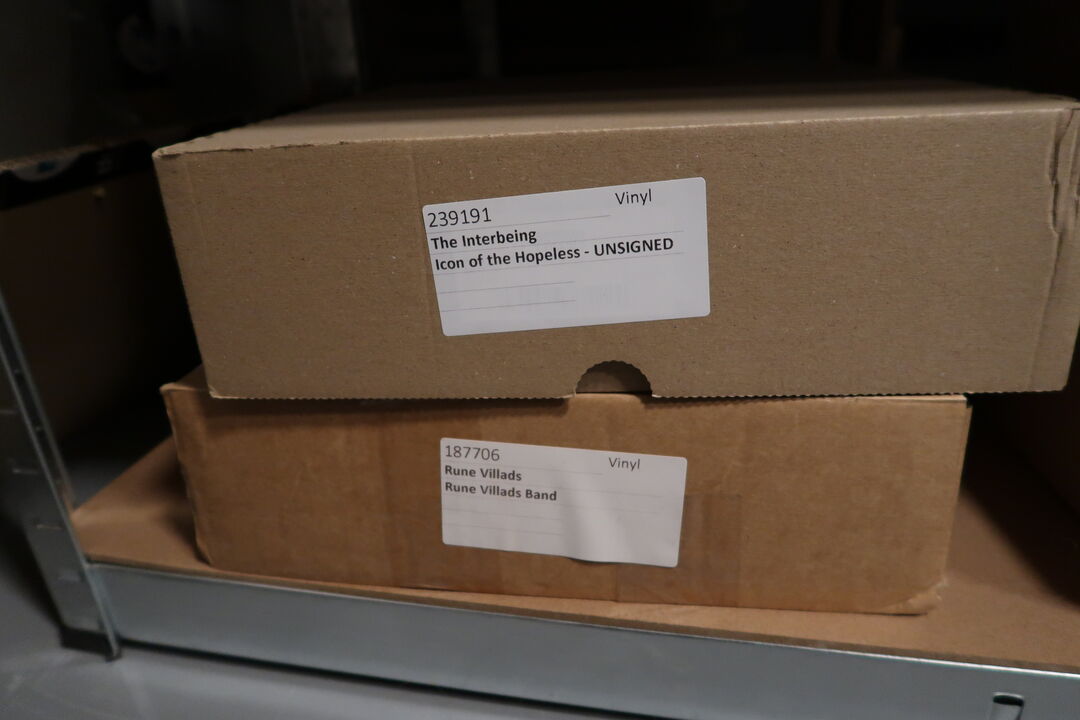 239191
Vinyl
The Interbeing
Icon of the Hopeless - UNSIGNED
187706
Vinyl
Rune Villads
Rune Villads Band